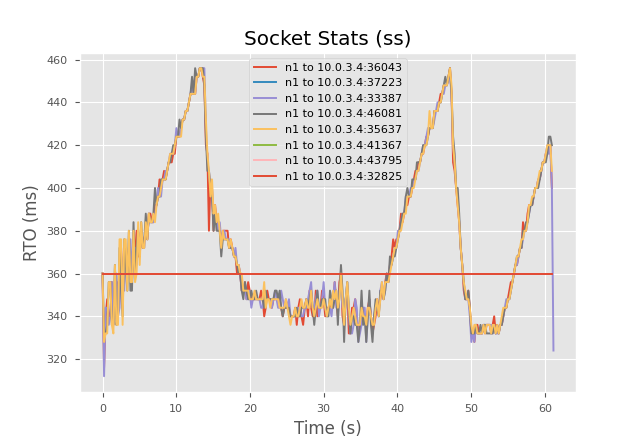 Socket Stats (ss)
460
440
420
400
380
360
340
320
RTO (ms)
n1 to 10.0.3.4:36043
n1 to 10.0.3.4:37223
n1 to 10.0.3.4:33387
n1 to 10.0.3.4:46081
n1 to 10.0.3.4:35637
n1 to 10.0.3.4:41367
n1 to 10.0.3.4:43795
n1 to 10.0.3.4:32825
0 10 20 30 40 50 60
Time (s)